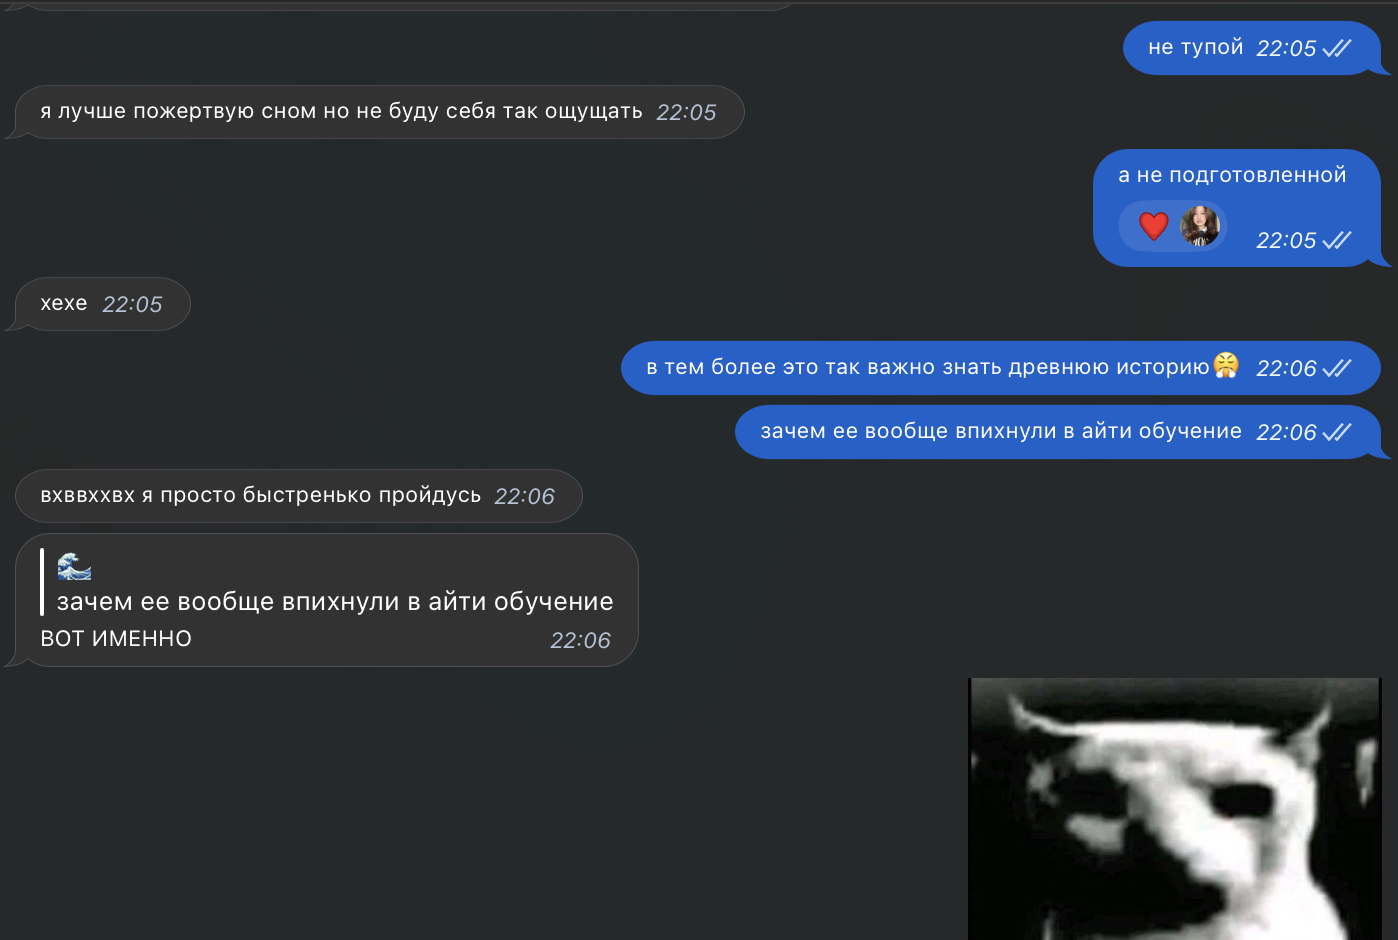 не тупой 22:05
я лучше пожертвую сном но не буду себя так ощущать 22:05
а не подготовленной
22:05
хехе 22:05
в тем более это так важно знать древнюю историю😤 22:06
зачем ее вообще впихнули в айти обучение 22:06
вхввххвх я просто быстренько пройдусь 22:06
🌊
зачем ее вообще впихнули в айти обучение
ВОТ ИМЕННО 22:06